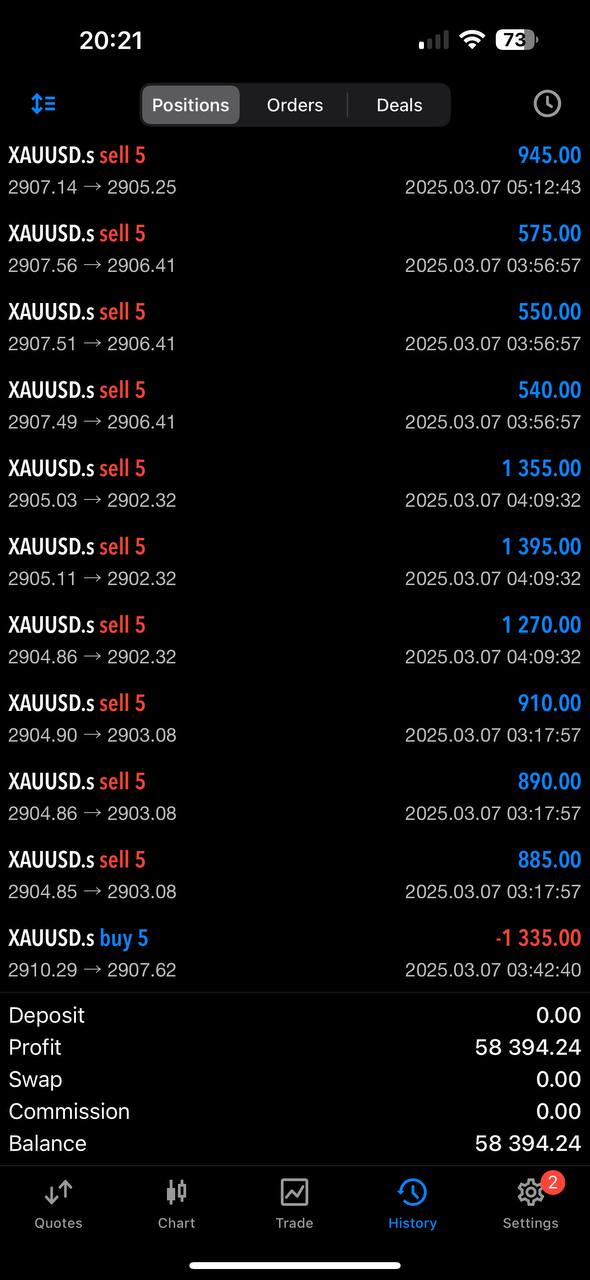 20:21
73
Positions Orders Deals
XAUUSD.s sell 5 945.00
2907.14 → 2905.25 2025.03.07 05:12:43
XAUUSD.s sell 5 575.00
2907.56 → 2906.41 2025.03.07 03:56:57
XAUUSD.s sell 5 550.00
2907.51 → 2906.41 2025.03.07 03:56:57
XAUUSD.s sell 5 540.00
2907.49 → 2906.41 2025.03.07 03:56:57
XAUUSD.s sell 5 1 355.00
2905.03 → 2902.32 2025.03.07 04:09:32
XAUUSD.s sell 5 1 395.00
2905.11 → 2902.32 2025.03.07 04:09:32
XAUUSD.s sell 5 1 270.00
2904.86 → 2902.32 2025.03.07 04:09:32
XAUUSD.s sell 5 910.00
2904.90 → 2903.08 2025.03.07 03:17:57
XAUUSD.s sell 5 890.00
2904.86 → 2903.08 2025.03.07 03:17:57
XAUUSD.s sell 5 885.00
2904.85 → 2903.08 2025.03.07 03:17:57
XAUUSD.s buy 5 -1 335.00
2910.29 → 2907.62 2025.03.07 03:42:40
Deposit 0.00
Profit 58 394.24
Swap 0.00
Commission 0.00
Balance 58 394.24
2
Quotes Chart Trade History Settings